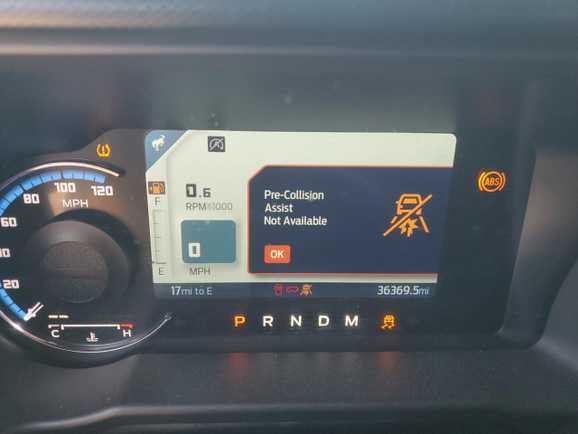 100
120
80
MPH
60
20
C
H
F
E
0.6
RPMx1000
0
MPH
Pre-Collision
Assist
Not Available
OK
17mi to E
36369.5mi
P R N D M
ABS